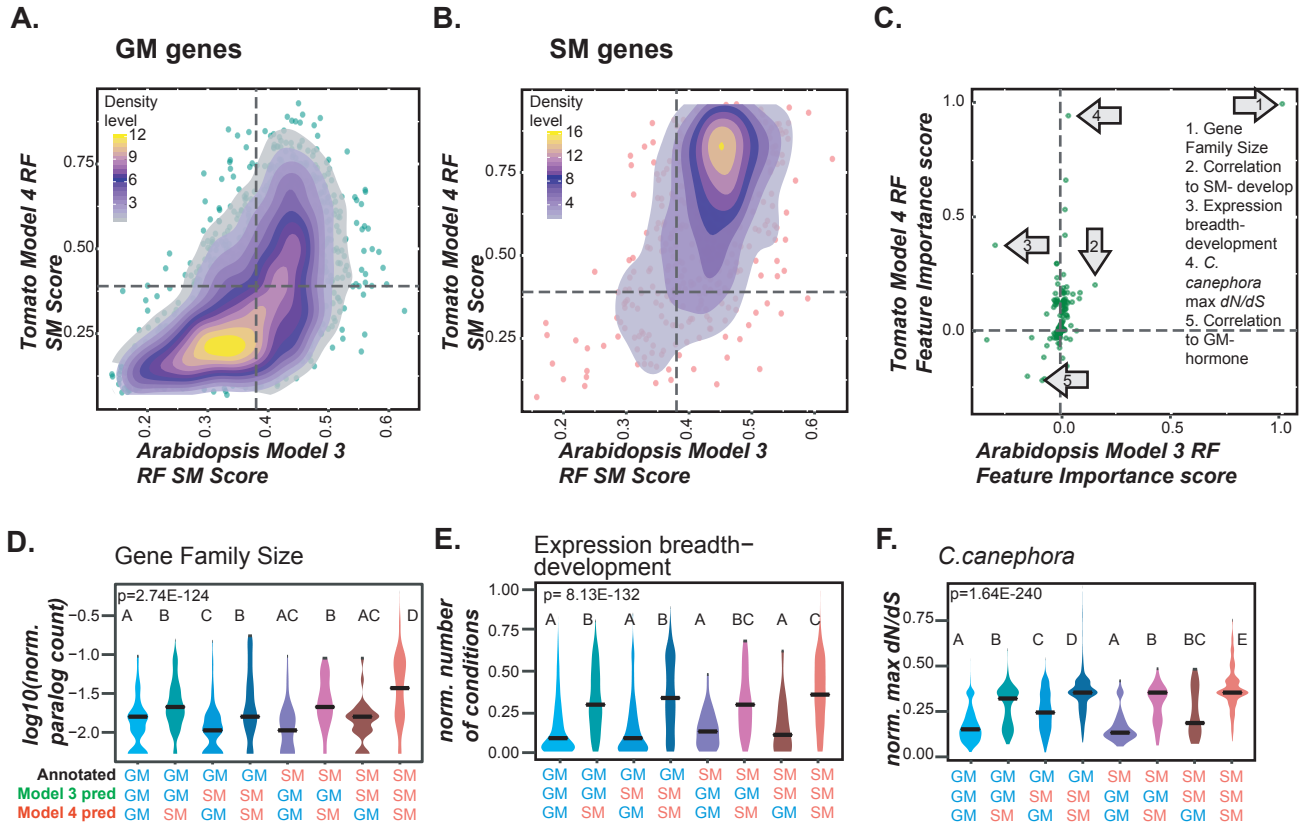 A.
GM genes
Density
level
12
9
6
3
0.75
0.50
0.25
Tomato Model 4 RF
SM Score
0.2
0.3
0.4
0.5
0.6
Arabidopsis Model 3
RF SM Score
B.
SM genes
Density
level
16
12
8
4
0.75
0.50
0.25
Tomato Model 4 RF
SM Score
0.2
0.3
0.4
0.5
0.6
Arabidopsis Model 3
RF SM Score
C.
1.0
0.5
0.0
Tomato Model 4 RF
Feature Importance score
1
4
3
2
5
1. Gene
Family Size
2. Correlation
to SM- develop
3. Expression
breadth-
development
4. C.
canephora
max dN/dS
5. Correlation
to GM-
hormone
0.0
0.5
1.0
Arabidopsis Model 3 RF
Feature Importance score
D.
Gene Family Size
p=2.74E-124
A B C B AC B AC D
−0.5
−1.0
−1.5
−2.0
log10(norm.
paralog count)
Annotated GM GM GM GM SM SM SM SM
Model 3 pred GM GM SM SM GM GM SM SM
Model 4 pred GM SM GM SM GM SM GM SM
E.
Expression breadth−
development
p= 8.13E-132
A B A B A BC A C
1.00
0.75
0.50
0.25
0.00
norm. number
of conditions
GM GM GM GM SM SM SM SM
GM GM SM SM GM GM SM SM
GM SM GM SM GM SM GM SM
F.
C.canephora
p=1.64E-240
A B C D A B BC E
0.75
0.50
0.25
0.00
norm. max dN/dS
GM GM GM GM SM SM SM SM
GM GM SM SM GM GM SM SM
GM SM GM SM GM SM GM SM